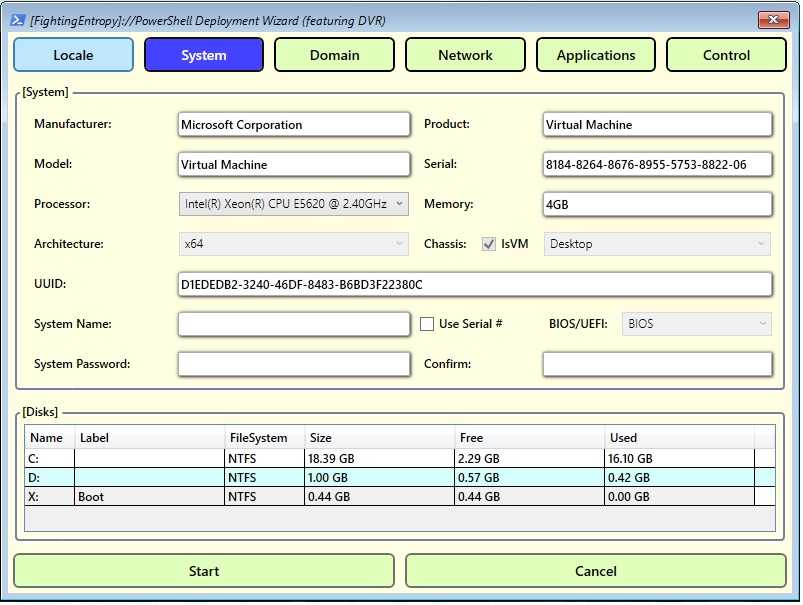 [FightingEntropy]://PowerShell Deployment Wizard (featuring DVR)
Locale System Domain Network Applications Control
[System]
Manufacturer: Microsoft Corporation Product: Virtual Machine
Model: Virtual Machine Serial: 8184-8264-8676-8955-5753-8822-06
Processor: Intel(R) Xeon(R) CPU E5620 @ 2.40GHz Memory: 4GB
Architecture: x64 Chassis: IsVM Desktop
UUID: D1EDEDB2-3240-46DF-8483-B6BD3F22380C
System Name: Use Serial # BIOS/UEFI: BIOS
System Password: Confirm:
[Disks]
Name Label FileSystem Size Free Used
C: NTFS 18.39 GB 2.29 GB 16.10 GB
D: NTFS 1.00 GB 0.57 GB 0.42 GB
X: Boot NTFS 0.44 GB 0.44 GB 0.00 GB
Start Cancel